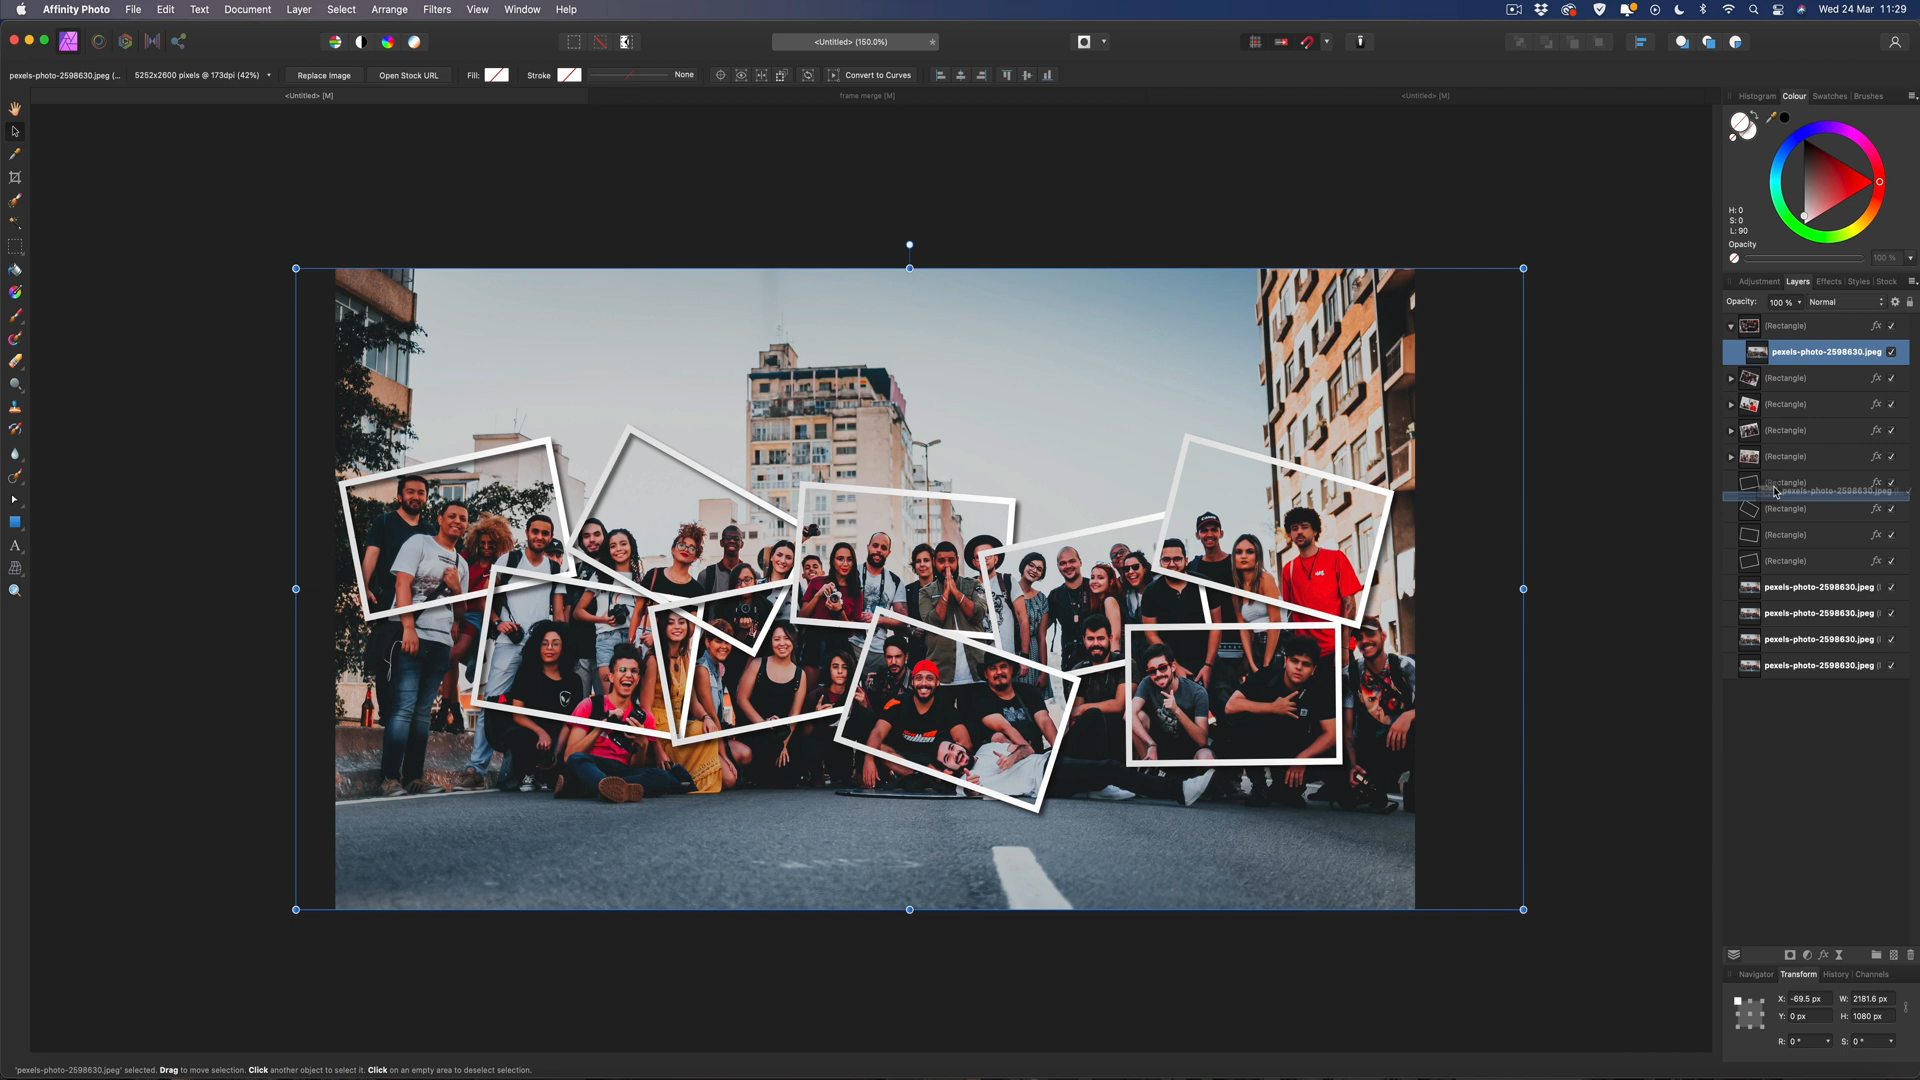 Affinity Photo File Edit Text Document Layer Select Arrange Filters View Window Help Wed 24 Mar 11:29
<Untitled> (150.0%)
pexels-photo-2598630.jpeg (... 5252x2600 pixels @ 173dpi (42%) Replace Image Open Stock URL Fill: Stroke None Convert to Curves
<Untitled> [M] frame merge [M] <Untitled> [M]
Histogram Colour Swatches Brushes
H: 0
S: 0
L: 90
Opacity
100 %
Adjustment Layers Effects Styles Stock
Opacity: 100 % Normal
(Rectangle)
pexels-photo-2598630.jpeg
(Rectangle)
(Rectangle)
(Rectangle)
(Rectangle)
(Rectangle)
pexels-photo-2598630.jpeg
(Rectangle)
(Rectangle)
(Rectangle)
pexels-photo-2598630.jpeg
pexels-photo-2598630.jpeg
pexels-photo-2598630.jpeg
pexels-photo-2598630.jpeg
Navigator Transform History Channels
X: -69.5 px W: 2181.6 px
Y: 0 px H: 1080 px
R: 0 ° S: 0 °
'pexels-photo-2598630.jpeg' selected. Drag to move selection. Click another object to select it. Click on an empty area to deselect selection.